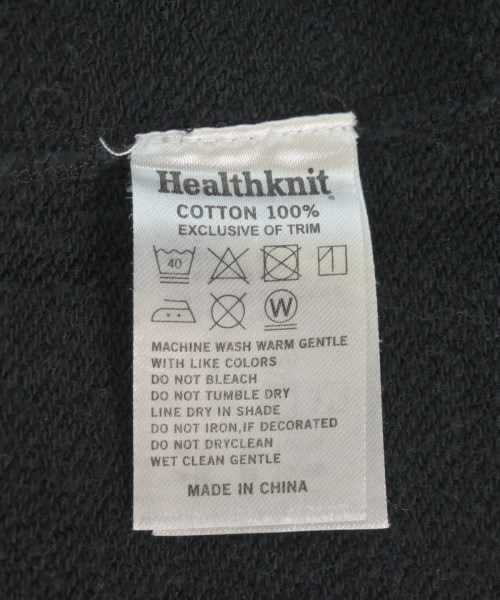 Healthknit®
COTTON 100%
EXCLUSIVE OF TRIM
40
W
MACHINE WASH WARM GENTLE
WITH LIKE COLORS
DO NOT BLEACH
DO NOT TUMBLE DRY
LINE DRY IN SHADE
DO NOT IRON,IF DECORATED
DO NOT DRYCLEAN
WET CLEAN GENTLE
MADE IN CHINA